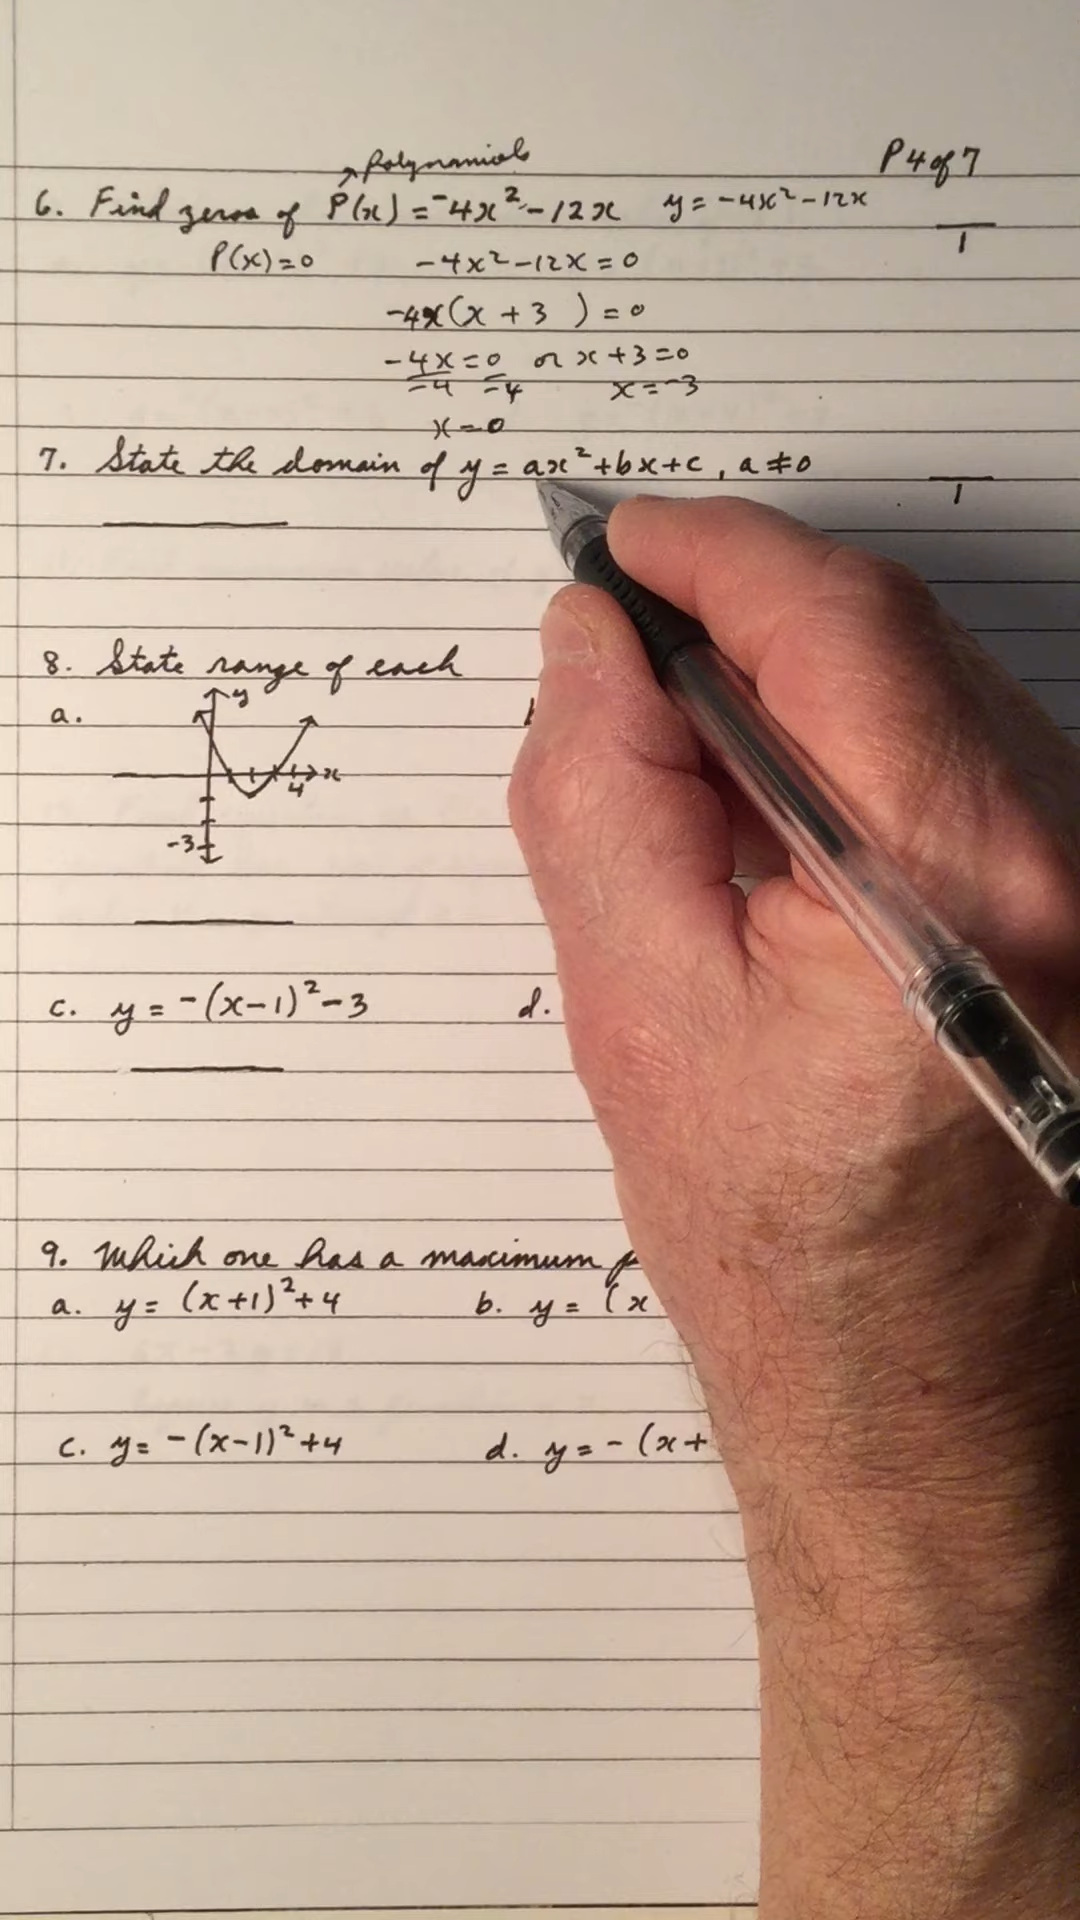 Polynomials
P 4 of 7
6. Find zeros of P(x) = -4x² - 12x y = -4x² - 12x
1
P(x) = 0 -4x² - 12x = 0
-4x(x + 3 ) = 0
-4x = 0 or x + 3 = 0
-4 -4 x = -3
x = 0
7. State the domain of y = ax² + bx + c , a ≠ 0
1
8. State range of each
a.
y
x
4
-3
c. y = -(x-1)² - 3 d.
9. Which one has a maximum
a. y = (x+1)² + 4 b. y = (x
c. y = -(x-1)² + 4 d. y = -(x+